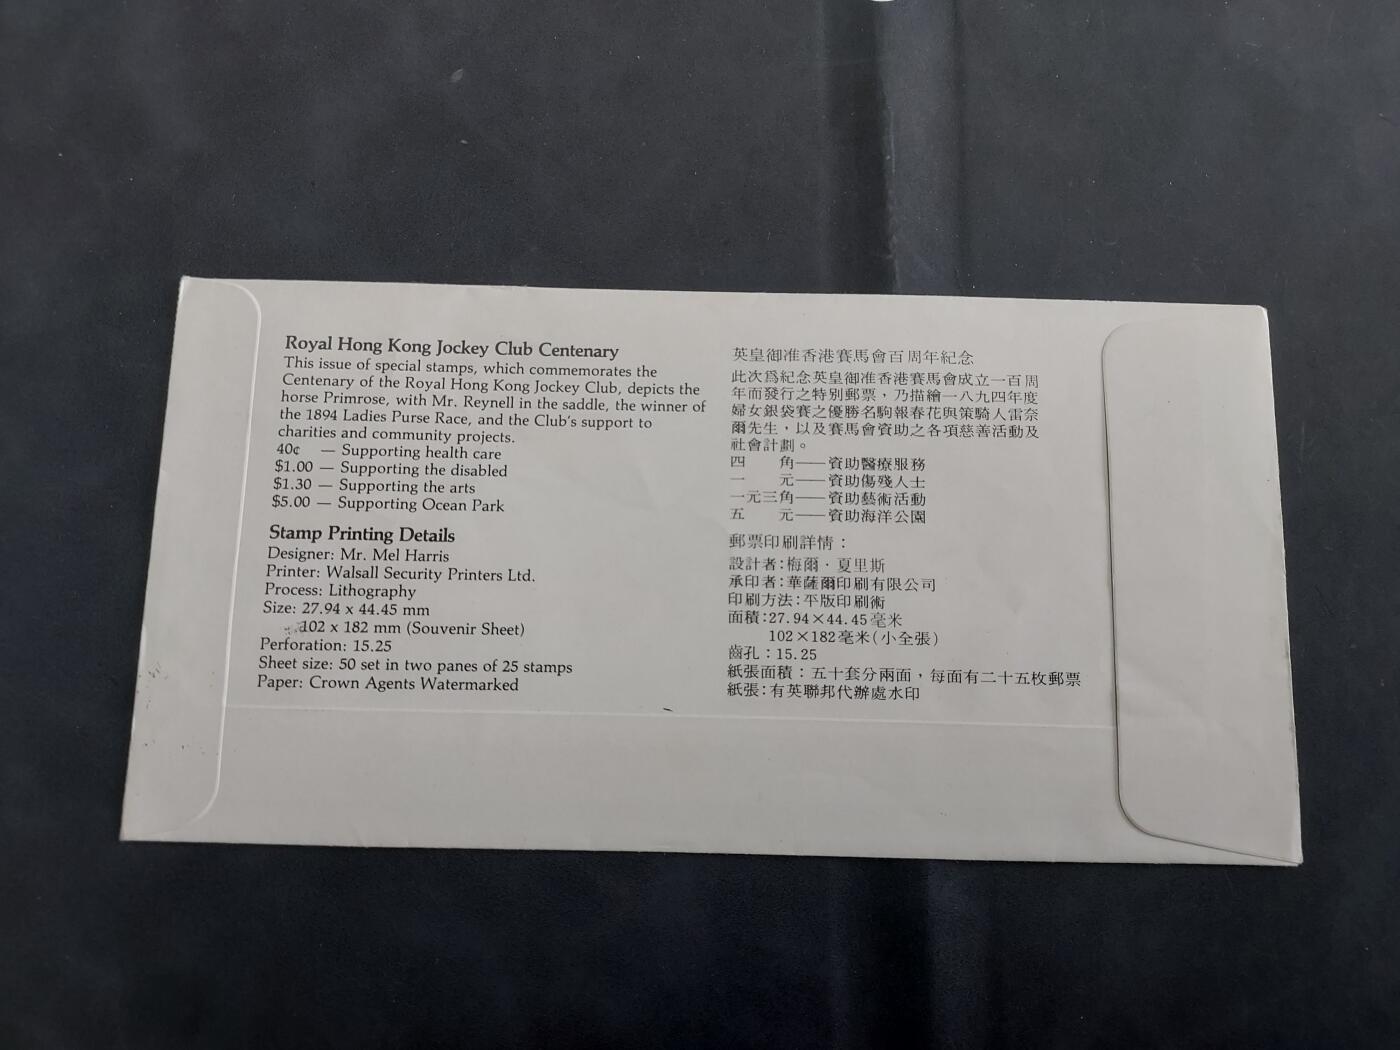 Royal Hong Kong Jockey Club Centenary
This issue of special stamps, which commemorates the
Centenary of the Royal Hong Kong Jockey Club, depicts the
horse Primrose, with Mr. Reynell in the saddle, the winner of
the 1894 Ladies Purse Race, and the Club's support to
charities and community projects.
40¢ — Supporting health care
$1.00 — Supporting the disabled
$1.30 — Supporting the arts
$5.00 — Supporting Ocean Park
Stamp Printing Details
Designer: Mr. Mel Harris
Printer: Walsall Security Printers Ltd.
Process: Lithography
Size: 27.94 x 44.45 mm
102 x 182 mm (Souvenir Sheet)
Perforation: 15.25
Sheet size: 50 set in two panes of 25 stamps
Paper: Crown Agents Watermarked
英皇御准香港賽馬會百周年紀念
此次爲紀念英皇御准香港賽馬會成立一百周
年而發行之特別郵票，乃描繪一八九四年度
婦女銀袋賽之優勝名駒報春花與策騎人雷奈
爾先生，以及賽馬會資助之各項慈善活動及
社會計劃。
四　　角——資助醫療服務
一　　元——資助傷殘人士
一元三角——資助藝術活動
五　　元——資助海洋公園
郵票印刷詳情：
設計者：梅爾·夏里斯
承印者：華薩爾印刷有限公司
印刷方法：平版印刷術
面積：27.94×44.45毫米
102×182毫米(小全張)
齒孔：15.25
紙張面積：五十套分兩面，每面有二十五枚郵票
紙張：有英聯邦代辦處水印